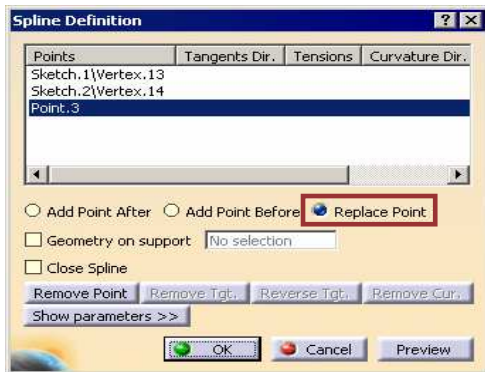 Spline Definition
Points Tangents Dir. Tensions Curvature Dir.
Sketch.1\Vertex.13
Sketch.2\Vertex.14
Point.3
Add Point After Add Point Before Replace Point
Geometry on support No selection
Close Spline
Remove Point Remove Tgt. Reverse Tgt. Remove Cur.
Show parameters >>
OK Cancel Preview